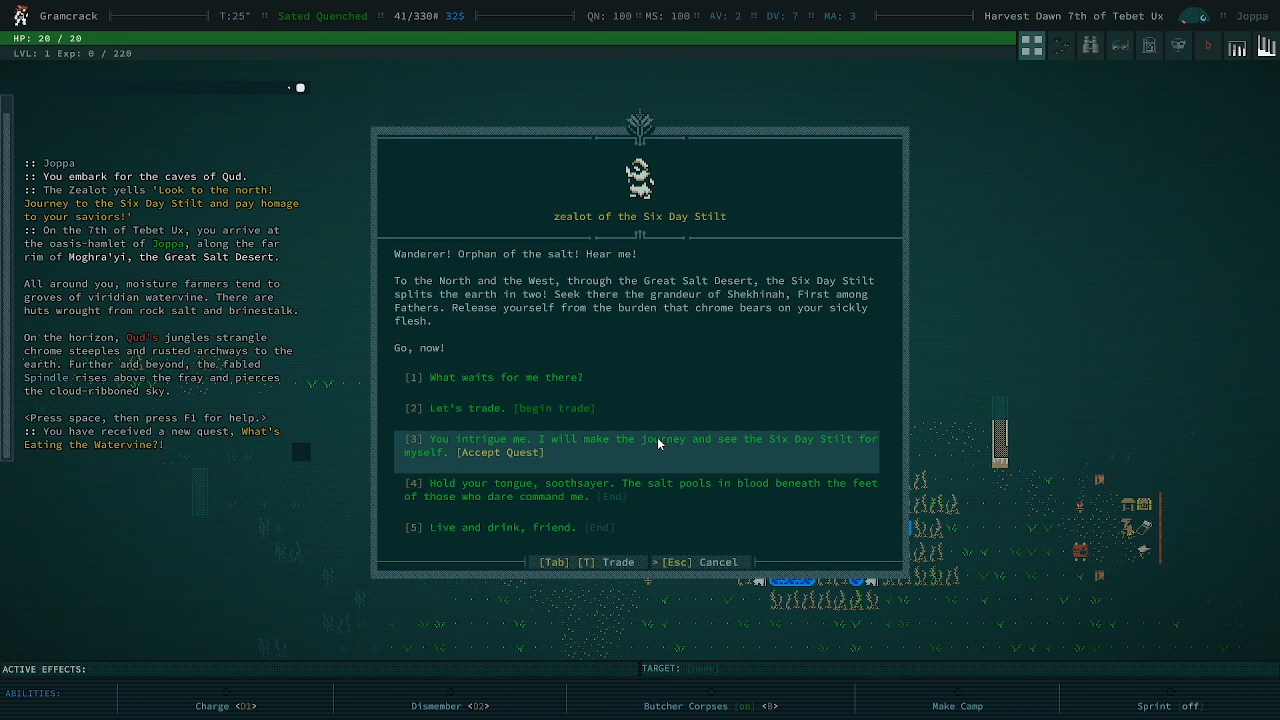 Gramcrack T:25° :: Sated Quenched :: 41/330# 32$ QN: 100 :: MS: 100 :: AV: 2 :: DV: 7 :: MA: 3 Harvest Dawn 7th of Tebet Ux :: Joppa
HP: 20 / 20
LVL: 1 Exp: 0 / 220
:: Joppa
:: You embark for the caves of Qud.
:: The Zealot yells 'Look to the north!
Journey to the Six Day Stilt and pay homage
to your saviors!'
:: On the 7th of Tebet Ux, you arrive at
the oasis-hamlet of Joppa, along the far
rim of Moghra'yi, the Great Salt Desert.
All around you, moisture farmers tend to
groves of viridian watervine. There are
huts wrought from rock salt and brinestalk.
On the horizon, Qud's jungles strangle
chrome steeples and rusted archways to the
earth. Further and beyond, the fabled
Spindle rises above the fray and pierces
the cloud-ribboned sky.
<Press space, then press F1 for help.>
:: You have received a new quest, What's
Eating the Watervine?!
zealot of the Six Day Stilt
Wanderer! Orphan of the salt! Hear me!
To the North and the West, through the Great Salt Desert, the Six Day Stilt
splits the earth in two! Seek there the grandeur of Shekhinah, First among
Fathers. Release yourself from the burden that chrome bears on your sickly
flesh.
Go, now!
[1] What waits for me there?
[2] Let's trade. [begin trade]
[3] You intrigue me. I will make the journey and see the Six Day Stilt for
myself. [Accept Quest]
[4] Hold your tongue, soothsayer. The salt pools in blood beneath the feet
of those who dare command me. [End]
[5] Live and drink, friend. [End]
[Tab] [T] Trade > [Esc] Cancel
ACTIVE EFFECTS: TARGET: [none]
ABILITIES: Charge <01> Dismember <02> Butcher Corpses [on] <B> Make Camp Sprint [off]